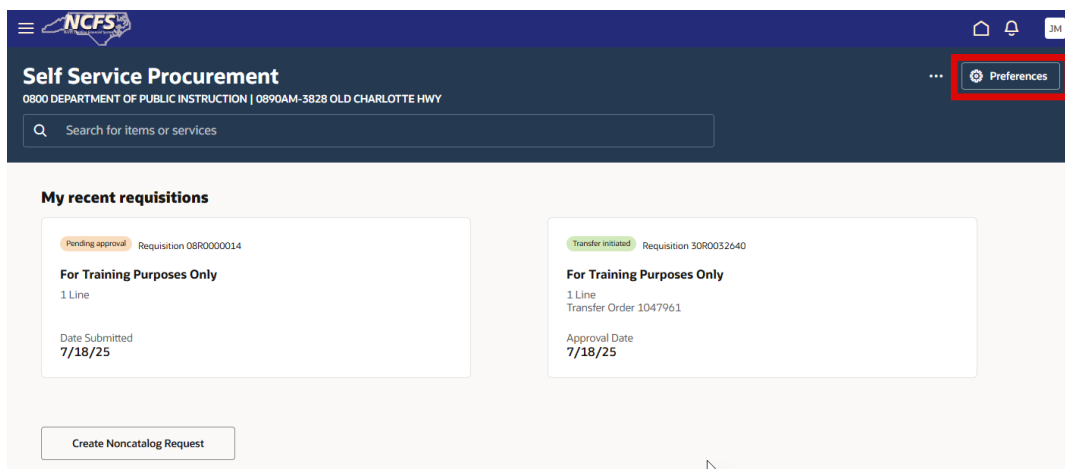 NCFS
JM
Self Service Procurement
Preferences
0800 DEPARTMENT OF PUBLIC INSTRUCTION | 0890AM-3828 OLD CHARLOTTE HWY
Search for items or services
My recent requisitions
Pending approval Requisition 08R0000014
For Training Purposes Only
1 Line
Date Submitted
7/18/25
Transfer initiated Requisition 30R0032640
For Training Purposes Only
1 Line
Transfer Order 1047961
Approval Date
7/18/25
Create Noncatalog Request